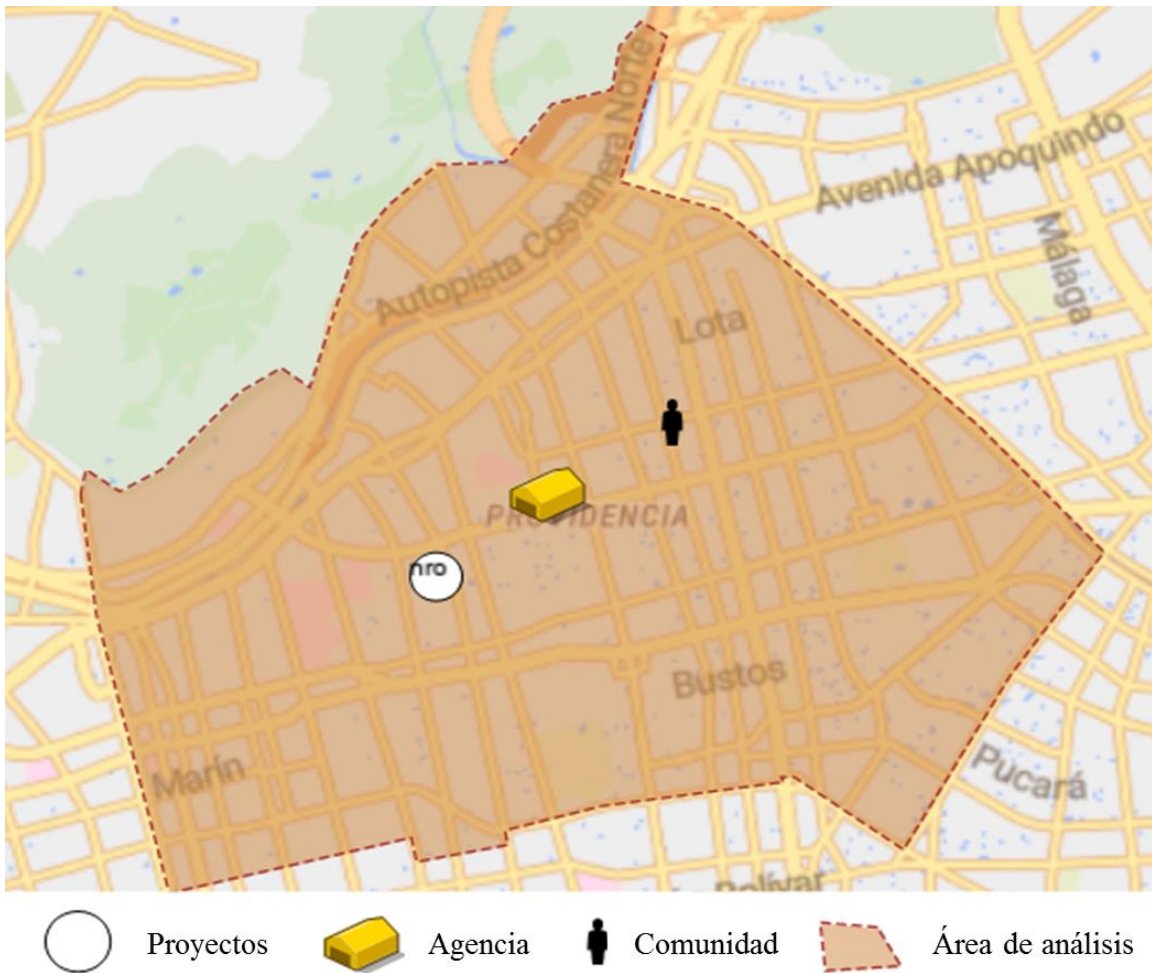 Autopista Costanera Norte
Avenida Apoquindo
Málaga
Lota
PROVIDENCIA
nro
Bustos
Marín
Pucará
Bolívar
Proyectos
Agencia
Comunidad
Área de análisis